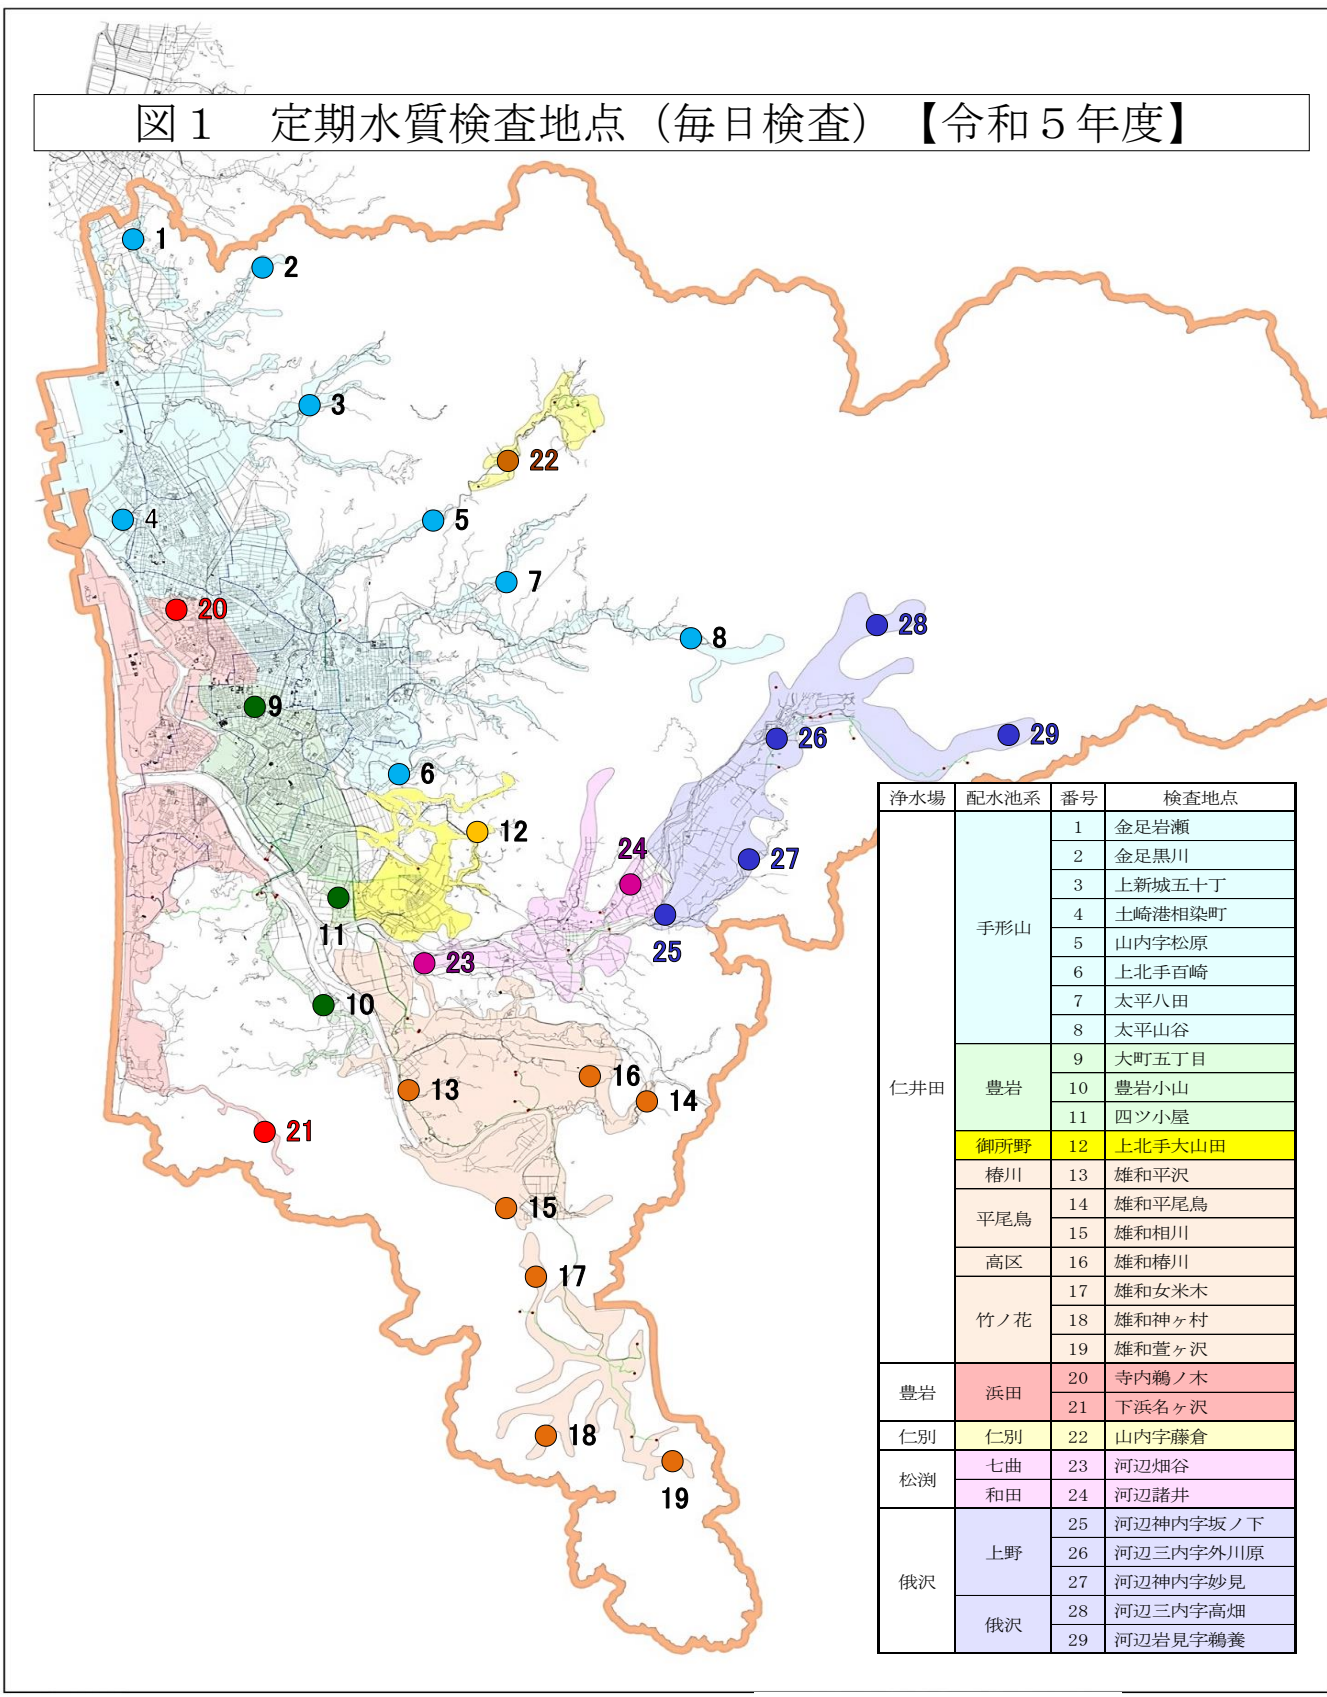 図1 定期水質検査地点(毎日検査)【令和5年度】
1
2
3
22
4
5
7
20
8
28
9
26
29
6
12
24
27
11
25
23
10
16
13
14
21
15
17
18
19
浄水場 配水池系 番号 検査地点
仁井田 手形山 1 金足岩瀬
2 金足黒川
3 上新城五十丁
4 土崎港相染町
5 山内字松原
6 上北手百崎
7 太平八田
8 太平山谷
豊岩 9 大町五丁目
10 豊岩小山
11 四ツ小屋
御所野 12 上北手大山田
椿川 13 雄和平沢
平尾鳥 14 雄和平尾鳥
15 雄和相川
高区 16 雄和椿川
竹ノ花 17 雄和女米木
18 雄和神ヶ村
19 雄和萱ヶ沢
豊岩 浜田 20 寺内鵜ノ木
21 下浜名ヶ沢
仁別 仁別 22 山内字藤倉
松渕 七曲 23 河辺畑谷
和田 24 河辺諸井
俄沢 上野 25 河辺神内字坂ノ下
26 河辺三内字外川原
27 河辺神内字妙見
俄沢 28 河辺三内字高畑
29 河辺岩見字鵜養